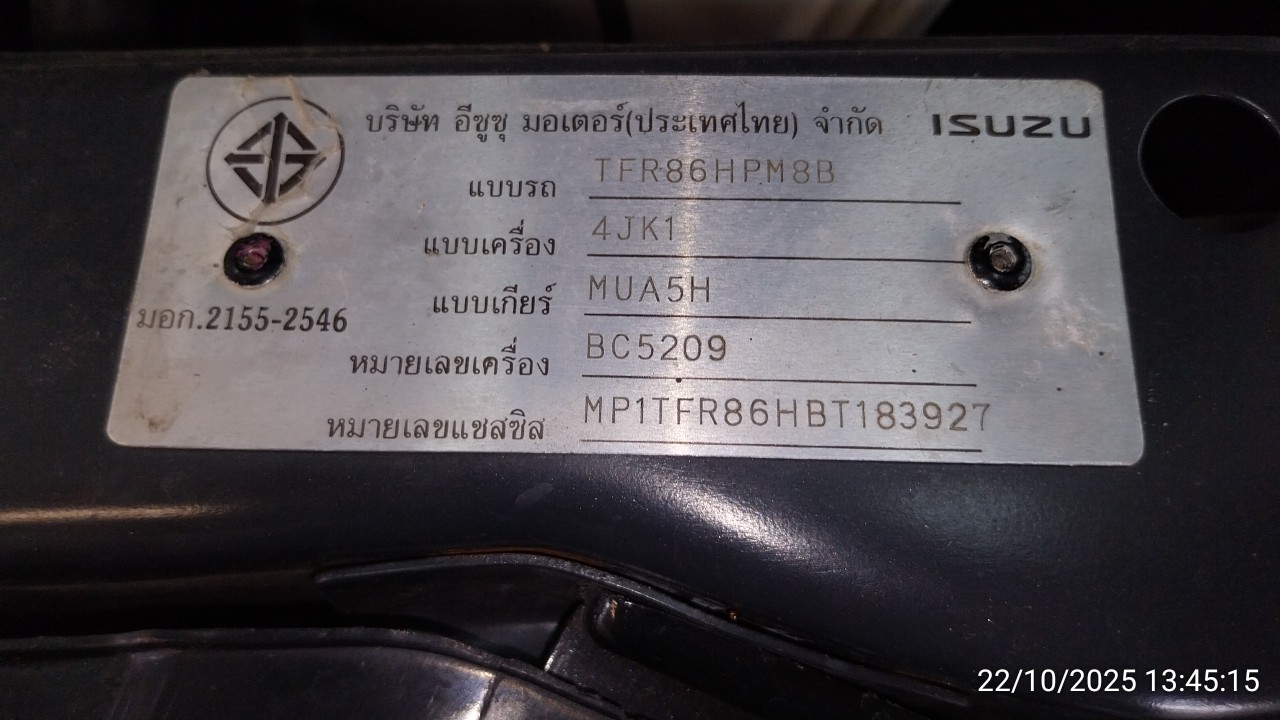 บริษัท อีซูซุ มอเตอร์(ประเทศไทย) จำกัด ISUZU
แบบรถ TFR86HPM8B
แบบเครื่อง 4JK1
แบบเกียร์ MUA5H
มอก.2155-2546
หมายเลขเครื่อง BC5209
หมายเลขแชสซิส MP1TFR86HBT183927
22/10/2025 13:45:15